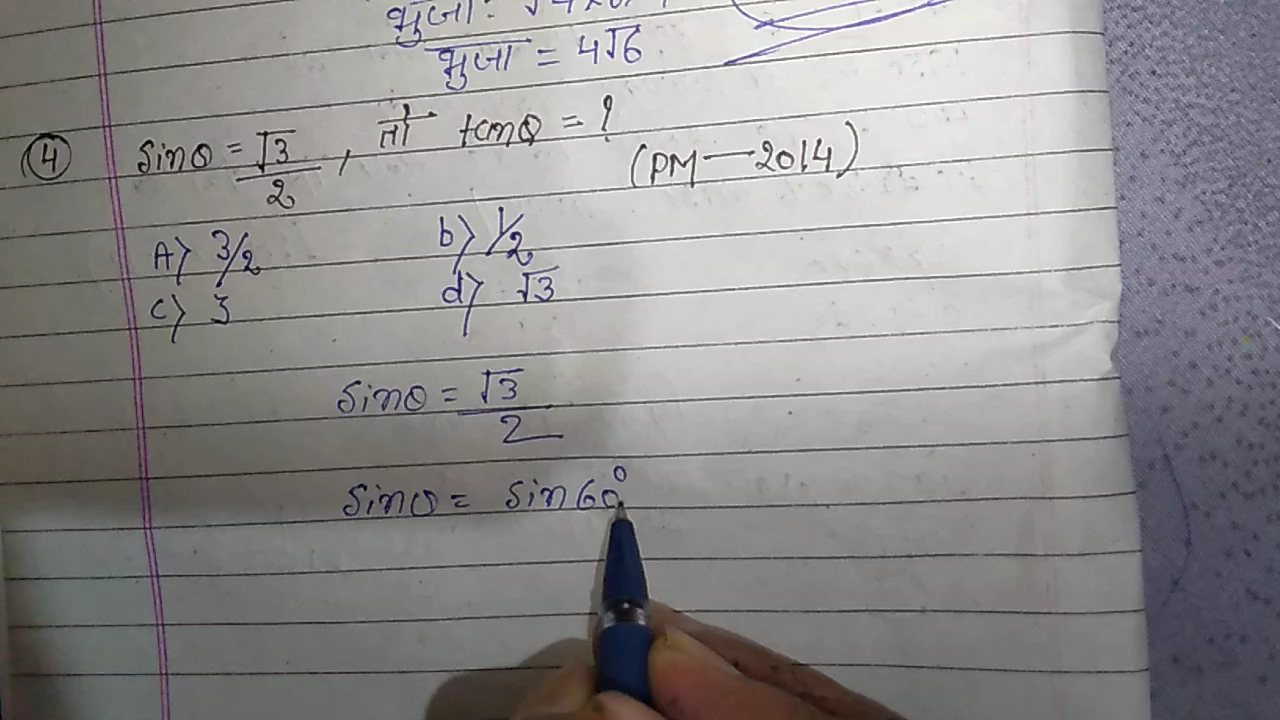 भुजा =
भुजा = 4√6
(4) sinθ = √3/2, तो tanθ = ?
(PM—2014)
A) 3/2 b) 1/2
c) 3 d) √3
sinθ = √3/2
sinθ = sin60°